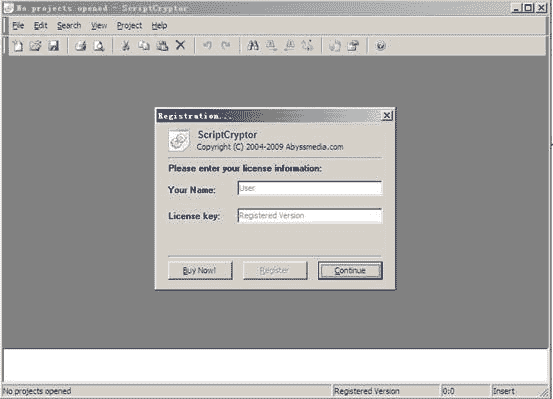 No projects opened - ScriptCryptor
File Edit Search View Project Help
Registration...
ScriptCryptor
Copyright (C) 2004-2009 Abyssmedia.com
Please enter your license information:
Your Name: User
License key: Registered Version
Buy Now! Register Continue
No projects opened Registered Version 0:0 Insert